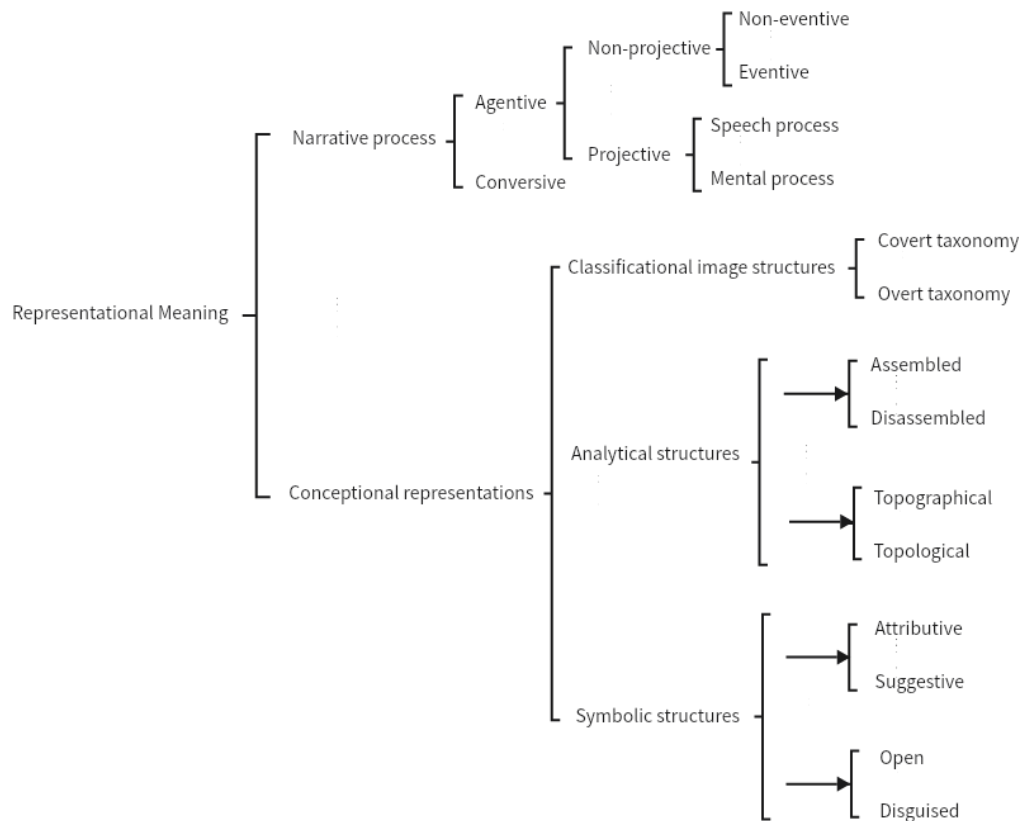 Non-eventive
Non-projective
Eventive
Agentive
Speech process
Narrative process
Projective
Conversive
Mental process
Covert taxonomy
Classificational image structures
Overt taxonomy
Representational Meaning
Assembled
Disassembled
Analytical structures
Conceptional representations
Topographical
Topological
Attributive
Suggestive
Symbolic structures
Open
Disguised